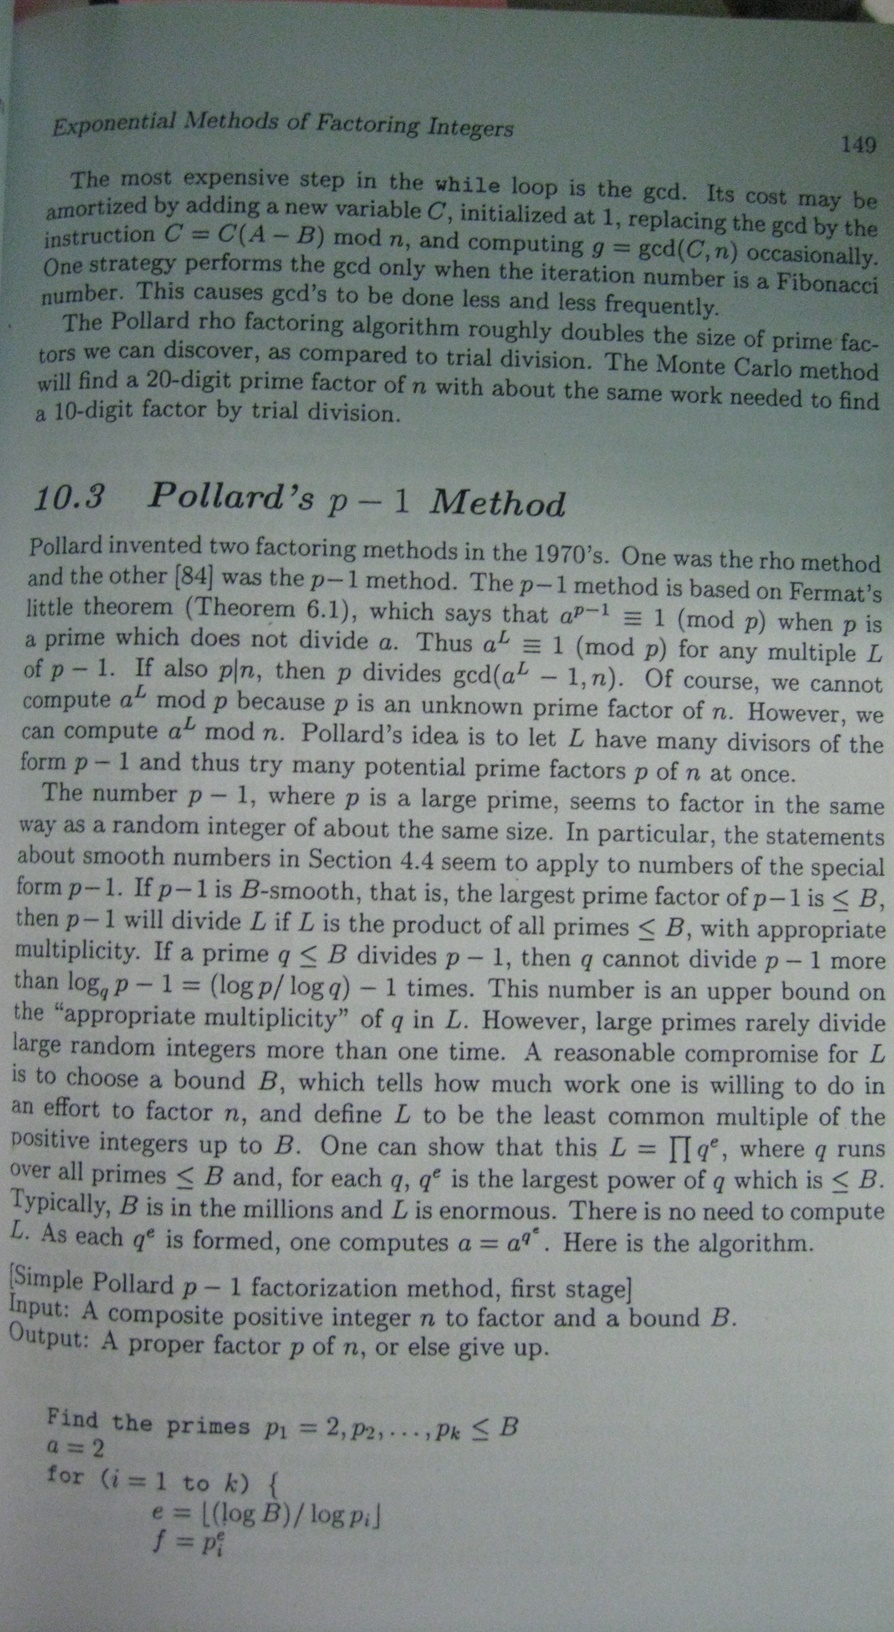 Exponential Methods of Factoring Integers
149
The most expensive step in the while loop is the gcd. Its cost may be
amortized by adding a new variable C, initialized at 1, replacing the gcd by the
instruction C = C(A − B) mod n, and computing g = gcd(C, n) occasionally.
One strategy performs the gcd only when the iteration number is a Fibonacci
number. This causes gcd's to be done less and less frequently.
The Pollard rho factoring algorithm roughly doubles the size of prime fac-
tors we can discover, as compared to trial division. The Monte Carlo method
will find a 20-digit prime factor of n with about the same work needed to find
a 10-digit factor by trial division.
10.3 Pollard's p − 1 Method
Pollard invented two factoring methods in the 1970's. One was the rho method
and the other [84] was the p−1 method. The p−1 method is based on Fermat's
little theorem (Theorem 6.1), which says that a^{p−1} ≡ 1 (mod p) when p is
a prime which does not divide a. Thus a^L ≡ 1 (mod p) for any multiple L
of p − 1. If also p|n, then p divides gcd(a^L − 1, n). Of course, we cannot
compute a^L mod p because p is an unknown prime factor of n. However, we
can compute a^L mod n. Pollard's idea is to let L have many divisors of the
form p − 1 and thus try many potential prime factors p of n at once.
The number p − 1, where p is a large prime, seems to factor in the same
way as a random integer of about the same size. In particular, the statements
about smooth numbers in Section 4.4 seem to apply to numbers of the special
form p−1. If p−1 is B-smooth, that is, the largest prime factor of p−1 is ≤ B,
then p−1 will divide L if L is the product of all primes ≤ B, with appropriate
multiplicity. If a prime q ≤ B divides p − 1, then q cannot divide p − 1 more
than log_q p − 1 = (log p/ log q) − 1 times. This number is an upper bound on
the "appropriate multiplicity" of q in L. However, large primes rarely divide
large random integers more than one time. A reasonable compromise for L
is to choose a bound B, which tells how much work one is willing to do in
an effort to factor n, and define L to be the least common multiple of the
positive integers up to B. One can show that this L = ∏ q^e, where q runs
over all primes ≤ B and, for each q, q^e is the largest power of q which is ≤ B.
Typically, B is in the millions and L is enormous. There is no need to compute
L. As each q^e is formed, one computes a = a^{q^e}. Here is the algorithm.
[Simple Pollard p − 1 factorization method, first stage]
Input: A composite positive integer n to factor and a bound B.
Output: A proper factor p of n, or else give up.
Find the primes p₁ = 2, p₂, . . . , pₖ ≤ B
a = 2
for (i = 1 to k) {
e = ⌊(log B)/ log pᵢ⌋
f = p_i^e